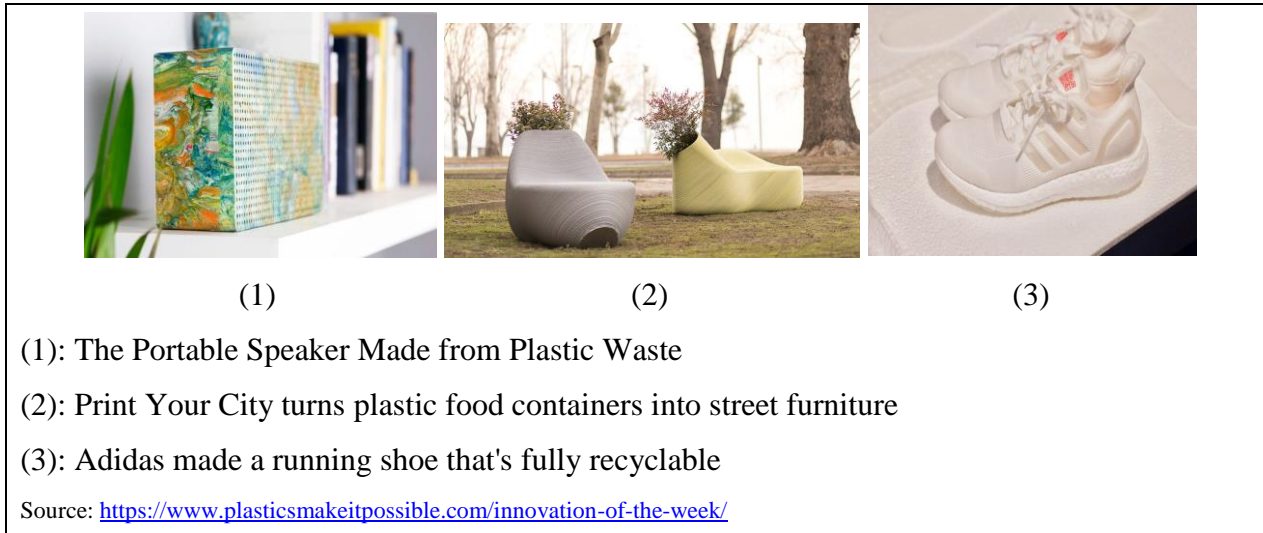 (1)
(2)
(3)
(1): The Portable Speaker Made from Plastic Waste
(2): Print Your City turns plastic food containers into street furniture
(3): Adidas made a running shoe that's fully recyclable
Source: https://www.plasticsmakeitpossible.com/innovation-of-the-week/